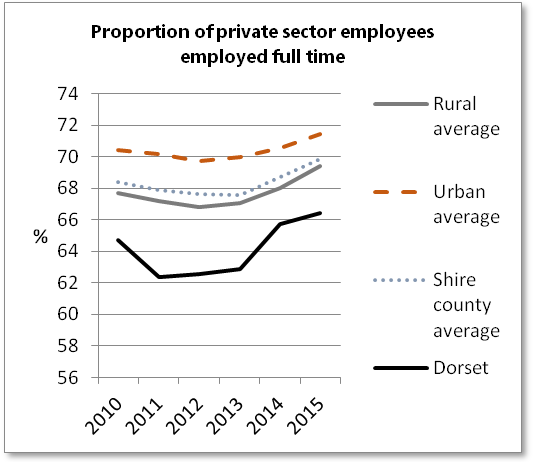 Proportion of private sector employees
employed full time
74
72
70
68
66
64
62
60
58
56
%
2010
2011
2012
2013
2014
2015
Rural
average
Urban
average
Shire
county
average
Dorset